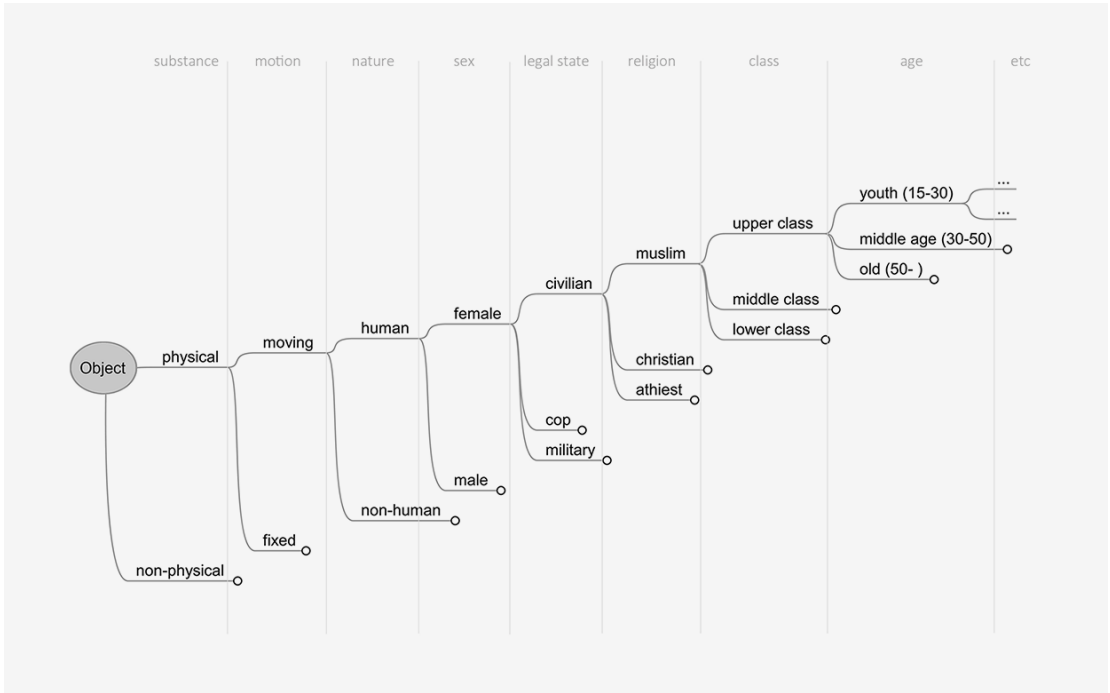 substance motion nature sex legal state religion class age etc
...
youth (15-30)
...
upper class
middle age (30-50)
muslim
old (50- )
civilian
middle class
female
lower class
human
moving
physical
christian
Object
athiest
cop
military
male
non-human
fixed
non-physical